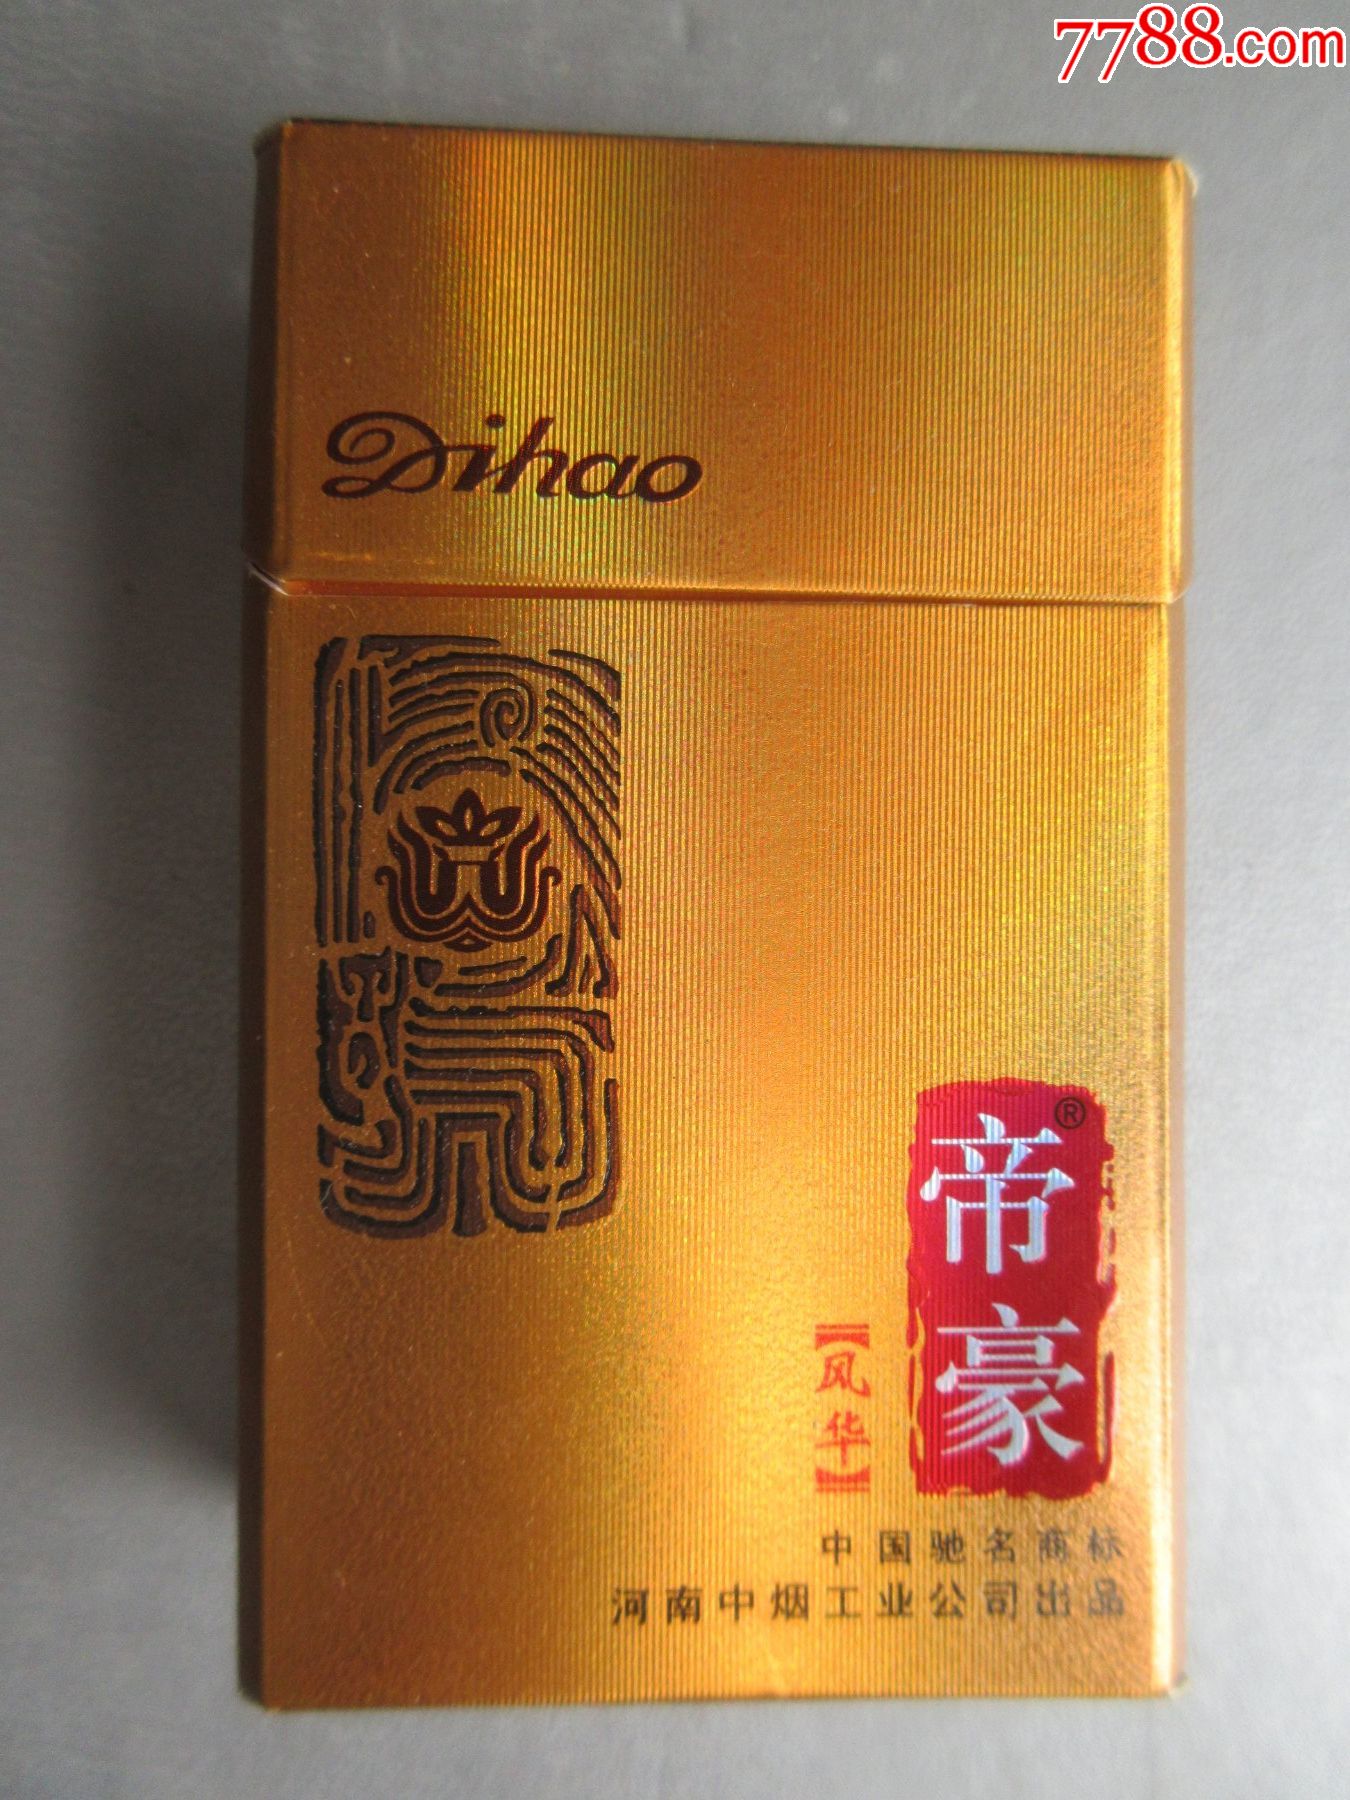 7788.com
Dihao
帝豪®
【风华】
中国驰名商标
河南中烟工业公司出品